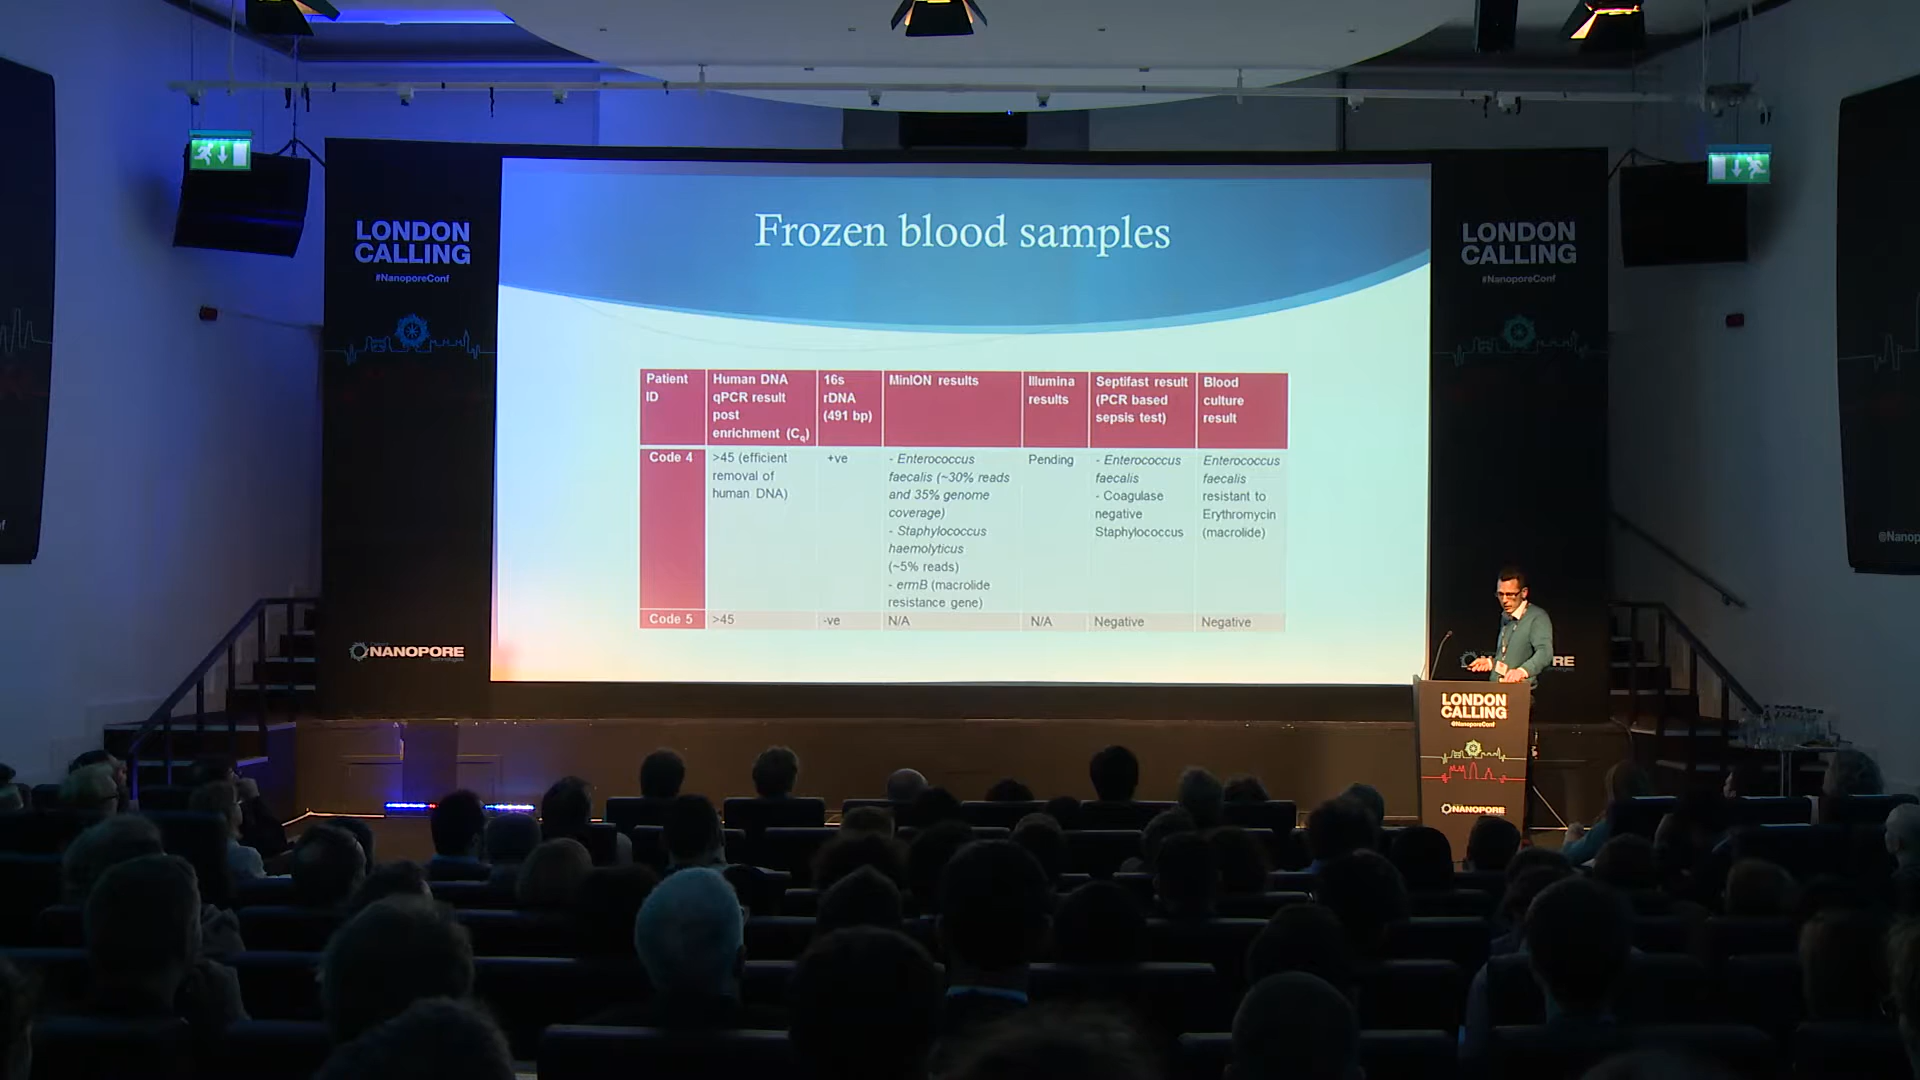 Frozen blood samples
Patient
ID
Human DNA
qPCR result
post
enrichment (Cq)
16s
rDNA
(491 bp)
MinION results
Illumina
results
Septifast result
(PCR based
sepsis test)
Blood
culture
result
Code 4
>45 (efficient
removal of
human DNA)
+ve
- Enterococcus
faecalis (~30% reads
and 35% genome
coverage)
- Staphylococcus
haemolyticus
(~5% reads)
- ermB (macrolide
resistance gene)
Pending
- Enterococcus
faecalis
- Coagulase
negative
Staphylococcus
Enterococcus
faecalis
resistant to
Erythromycin
(macrolide)
Code 5
>45
-ve
N/A
N/A
Negative
Negative
LONDON
CALLING
#NanoporeConf
NANOPORE
LONDON
CALLING
#NanoporeConf
RE
LONDON
CALLING
@NanoporeConf
NANOPORE
@Nanop